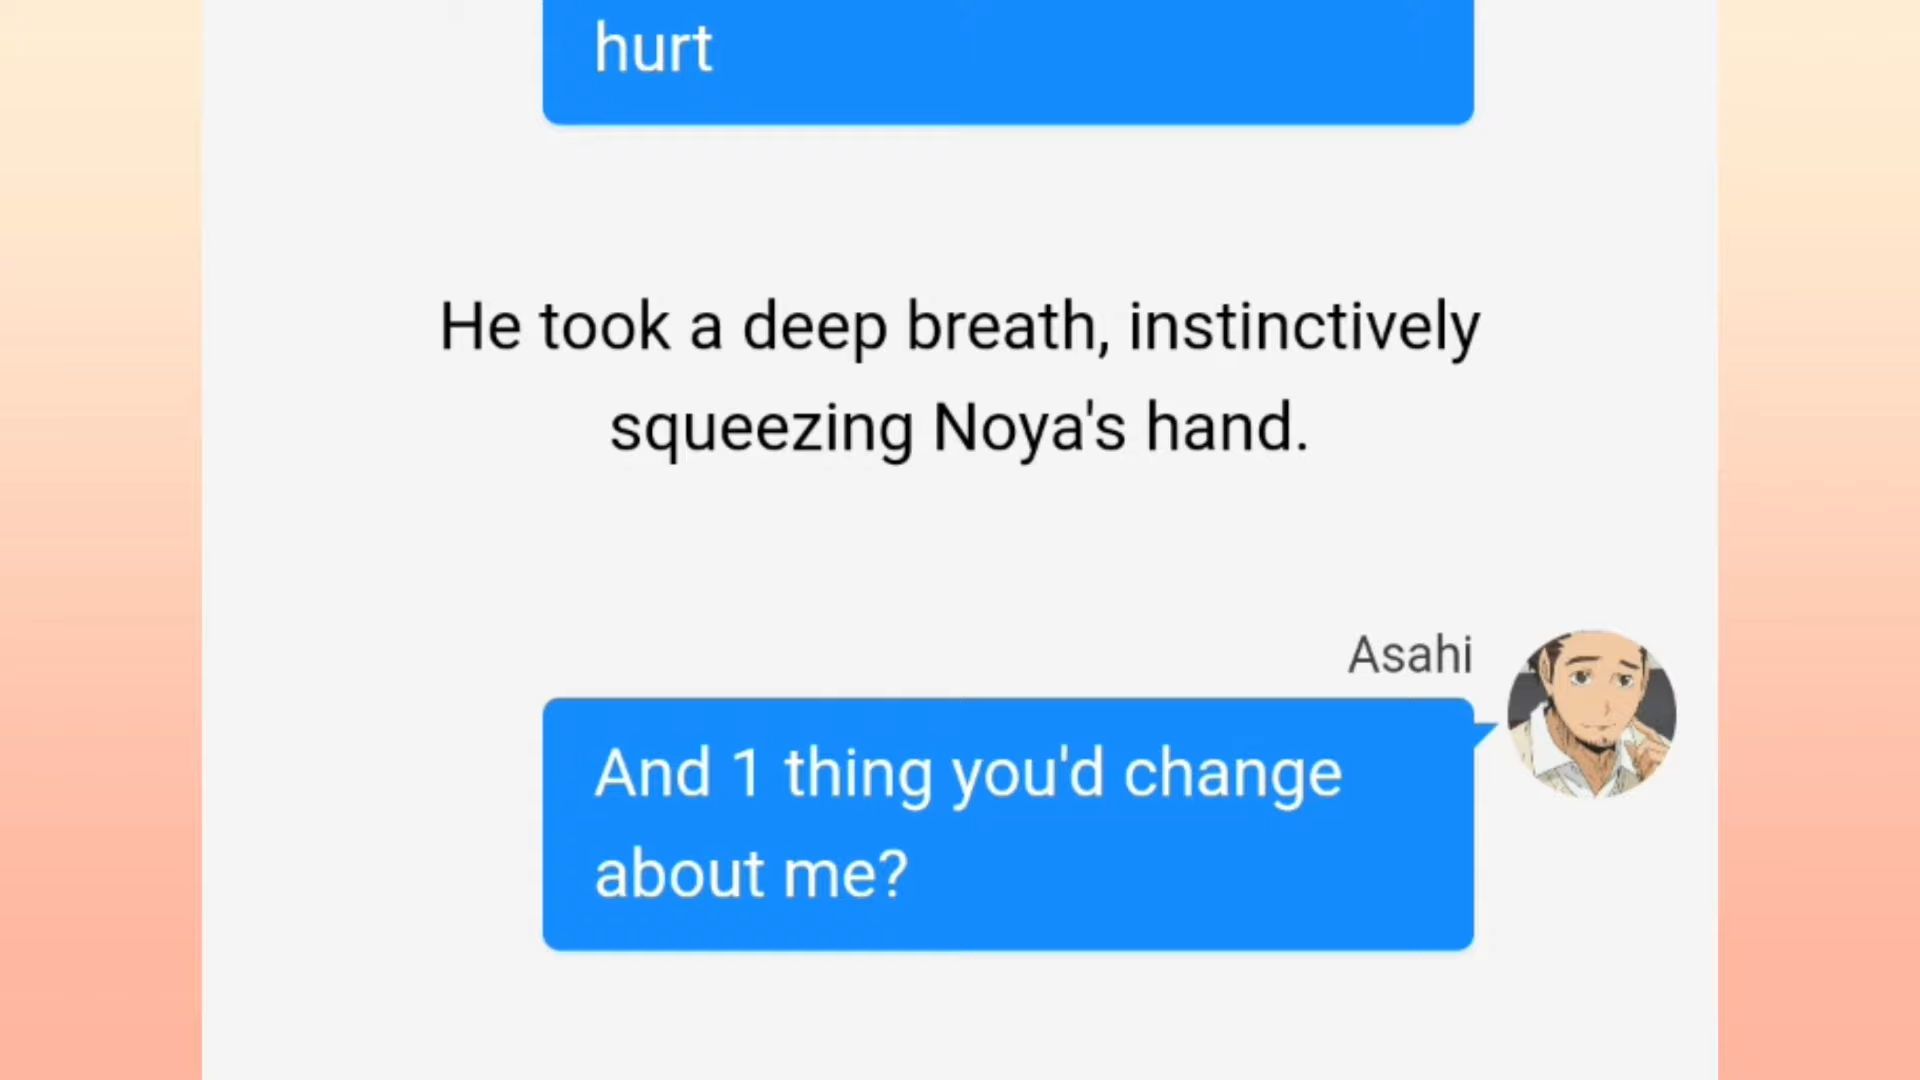 hurt
He took a deep breath, instinctively
squeezing Noya's hand.
Asahi
And 1 thing you'd change
about me?